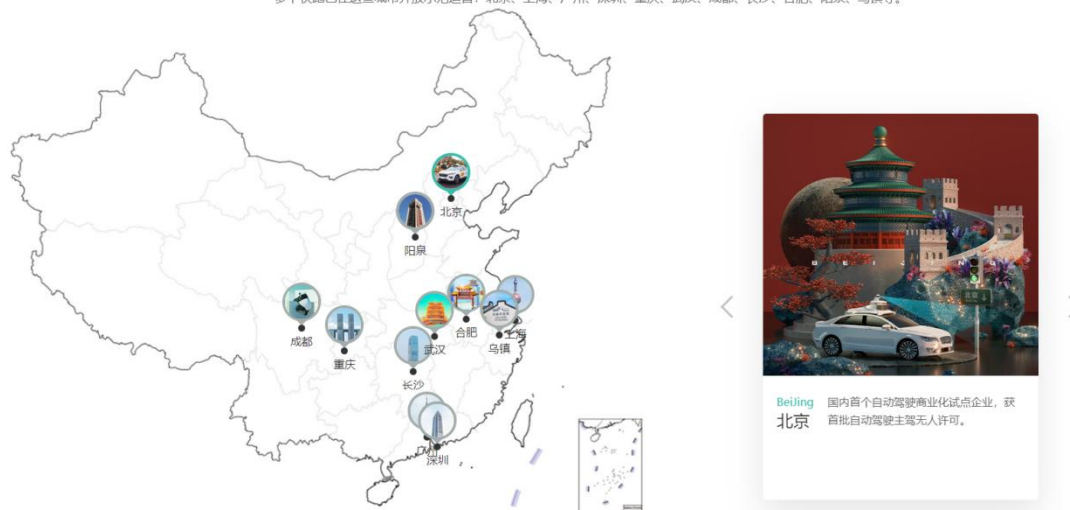 北京
阳泉
成都
重庆
武汉
合肥
乌镇
上海
长沙
深圳
BEIJING
BeiJing
国内首个自动驾驶商业化试点企业，获
北京
首批自动驾驶主驾无人许可。